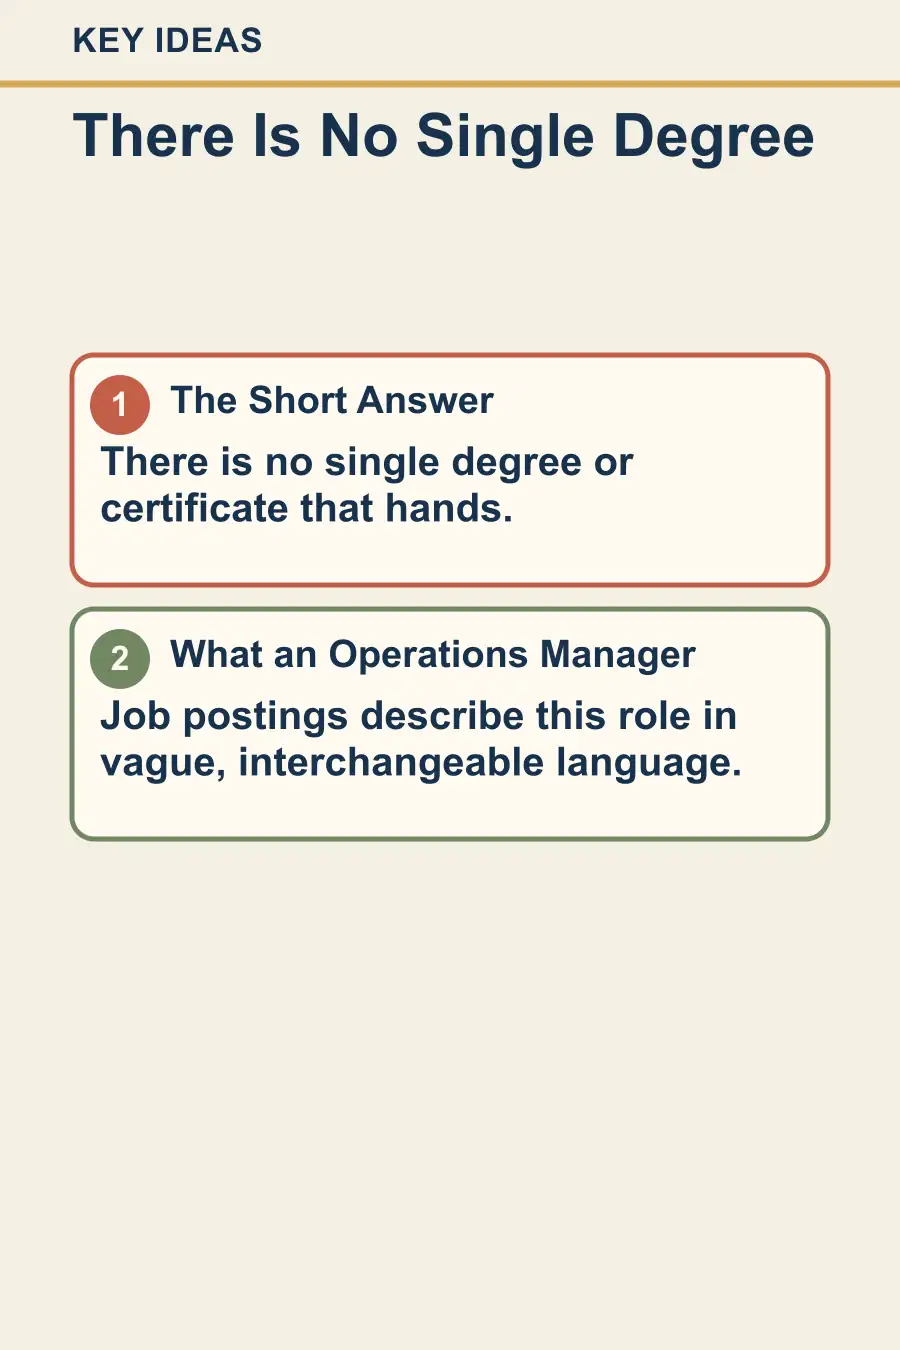 KEY IDEAS
There Is No Single Degree
1 The Short Answer
There is no single degree or
certificate that hands.
2 What an Operations Manager
Job postings describe this role in
vague, interchangeable language.